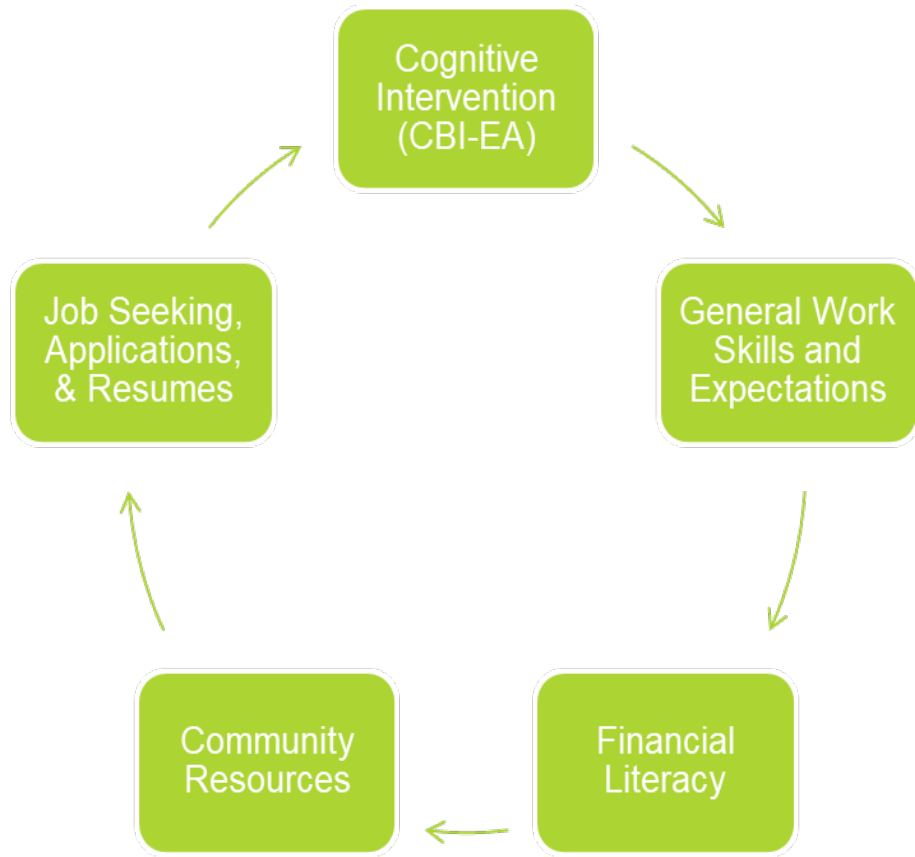 Cognitive
Intervention
(CBI-EA)
General Work
Skills and
Expectations
Financial
Literacy
Community
Resources
Job Seeking,
Applications,
& Resumes